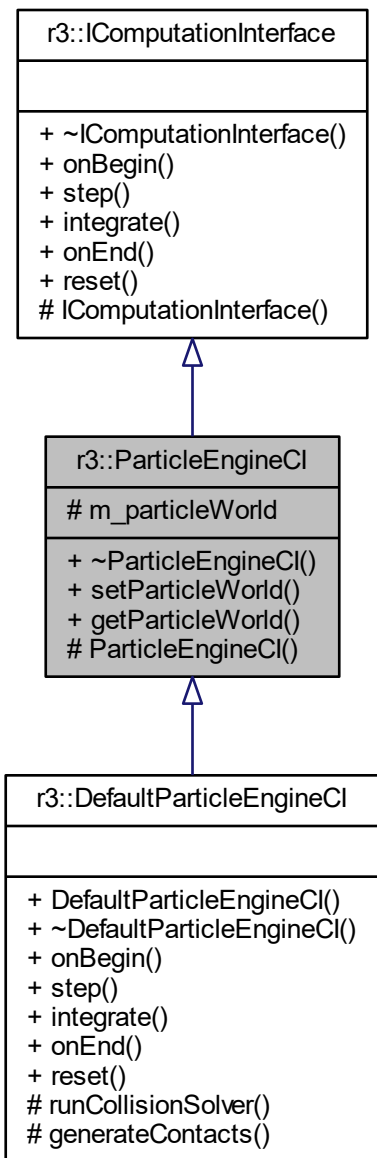 r3::IComputationInterface
+ ~IComputationInterface()
+ onBegin()
+ step()
+ integrate()
+ onEnd()
+ reset()
# IComputationInterface()
r3::ParticleEngineCI
# m_particleWorld
+ ~ParticleEngineCI()
+ setParticleWorld()
+ getParticleWorld()
# ParticleEngineCI()
r3::DefaultParticleEngineCI
+ DefaultParticleEngineCI()
+ ~DefaultParticleEngineCI()
+ onBegin()
+ step()
+ integrate()
+ onEnd()
+ reset()
# runCollisionSolver()
# generateContacts()